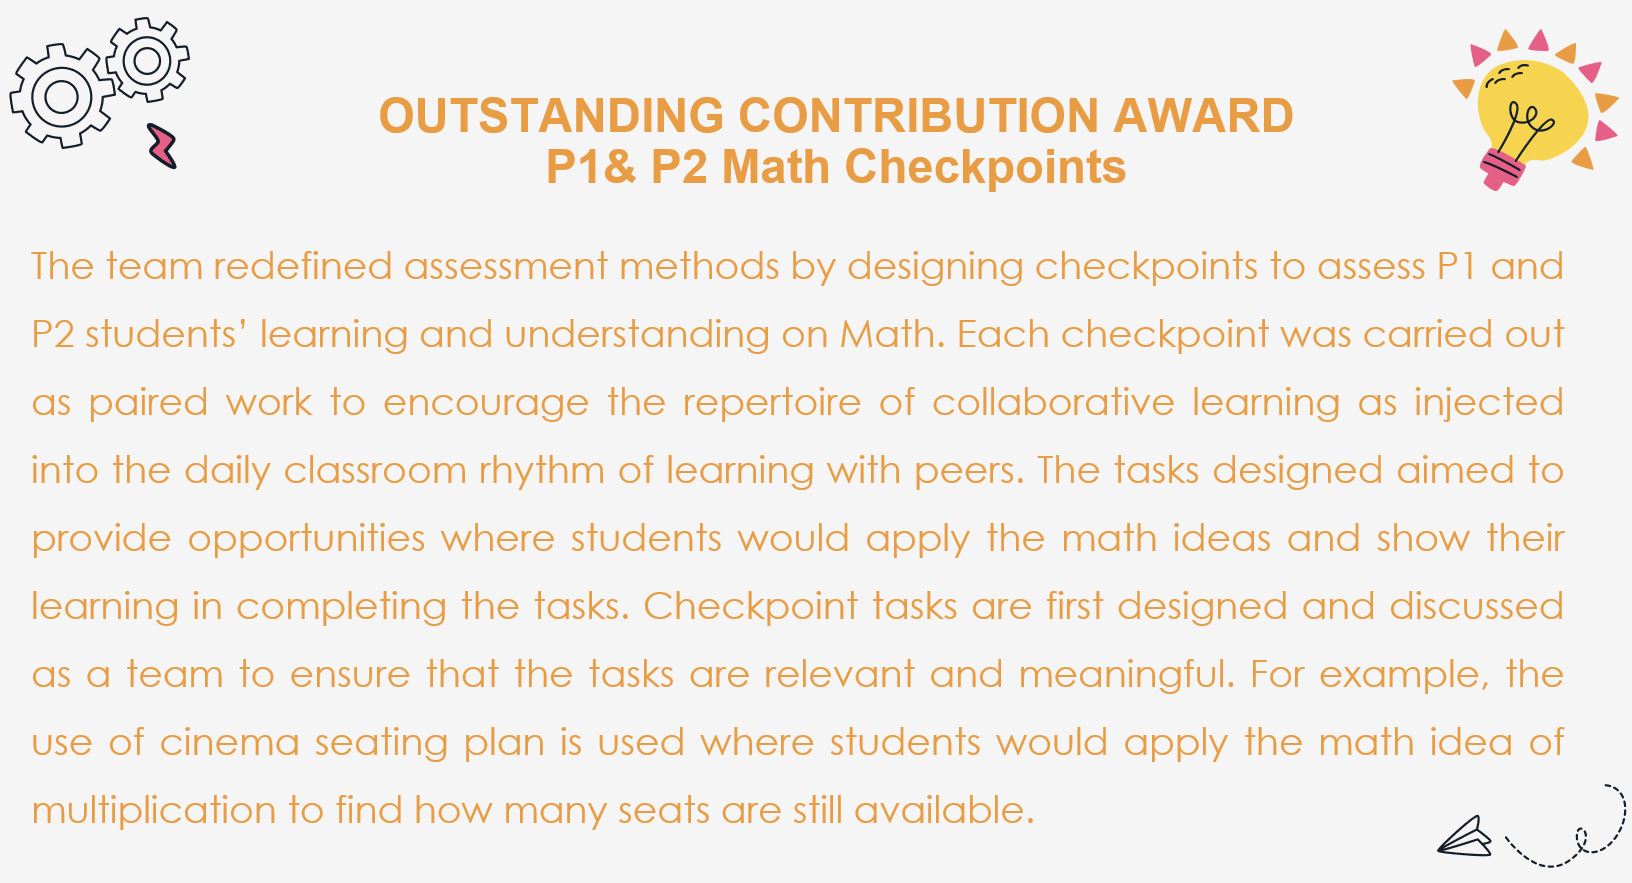 OUTSTANDING CONTRIBUTION AWARD
P1& P2 Math Checkpoints
The team redefined assessment methods by designing checkpoints to assess P1 and
P2 students’ learning and understanding on Math. Each checkpoint was carried out
as paired work to encourage the repertoire of collaborative learning as injected
into the daily classroom rhythm of learning with peers. The tasks designed aimed to
provide opportunities where students would apply the math ideas and show their
learning in completing the tasks. Checkpoint tasks are first designed and discussed
as a team to ensure that the tasks are relevant and meaningful. For example, the
use of cinema seating plan is used where students would apply the math idea of
multiplication to find how many seats are still available.